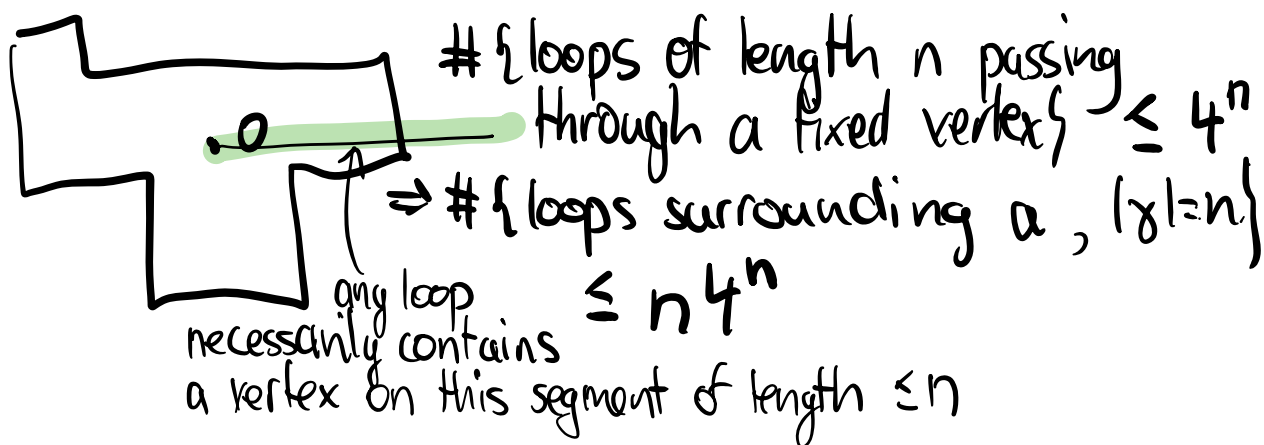 #{loops of length n passing
through a fixed vertex} ≤ 4ⁿ
0
⇒ #{loops surrounding a, |γ|=n}
≤ n4ⁿ
any loop
necessarily contains
a vertex on this segment of length ≤n